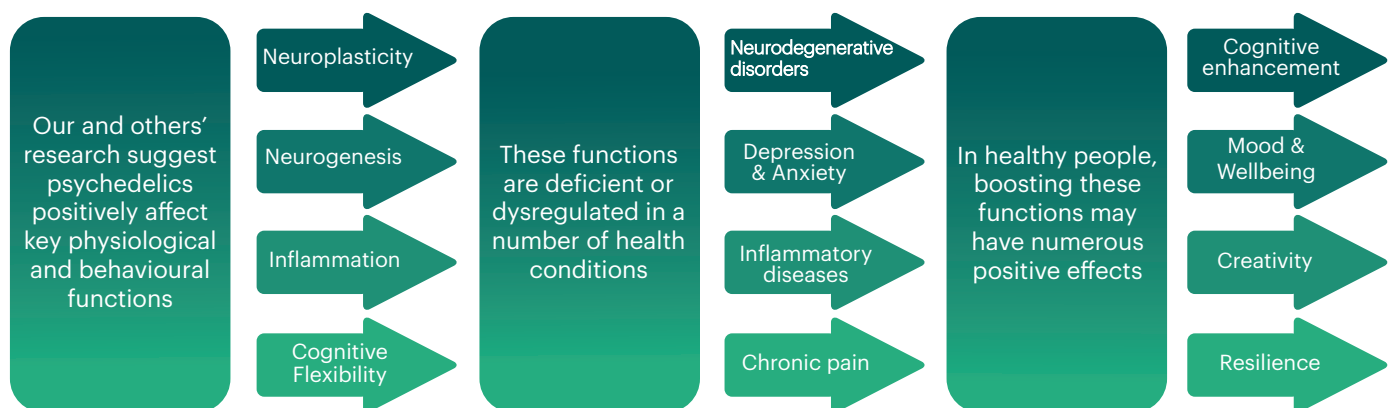 Our and others’
research suggest
psychedelics
positively affect
key physiological
and behavioural
functions
Neuroplasticity
Neurogenesis
Inflammation
Cognitive
Flexibility
These functions
are deficient or
dysregulated in a
number of health
conditions
Neurodegenerative
disorders
Depression
& Anxiety
Inflammatory
diseases
Chronic pain
In healthy people,
boosting these
functions may
have numerous
positive effects
Cognitive
enhancement
Mood &
Wellbeing
Creativity
Resilience